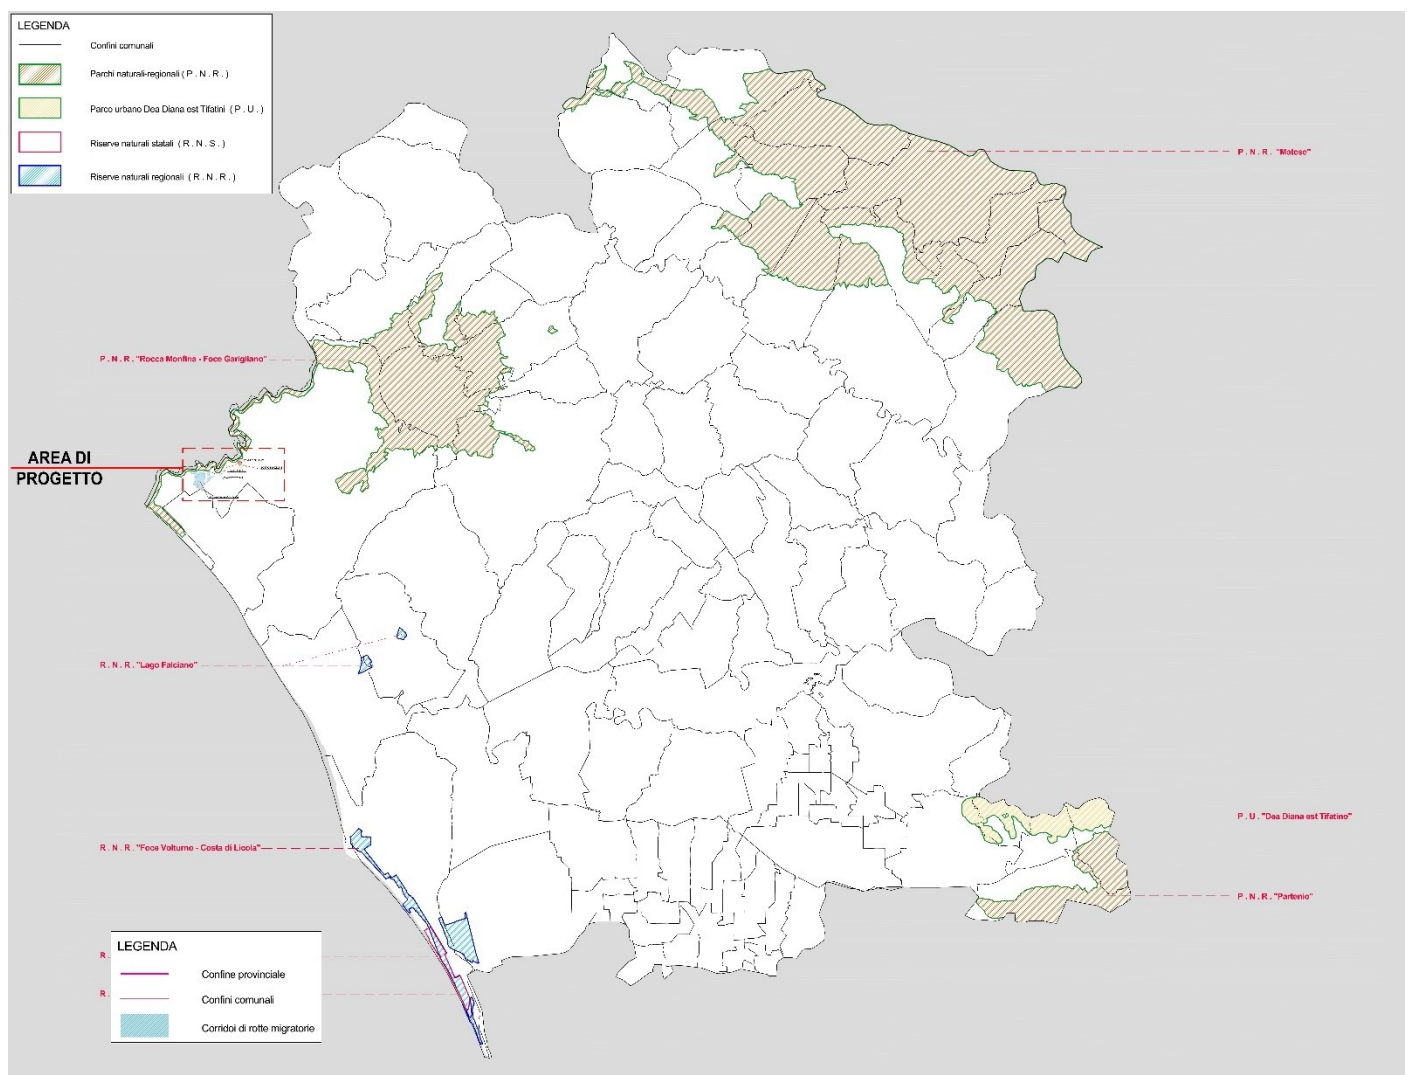 LEGENDA
Confini comunali
Parchi naturali-regionali ( P . N . R . )
Parco urbano Dea Diana est Tifatini ( P . U . )
Riserve naturali statali ( R . N . S . )
Riserve naturali regionali ( R . N . R . )
P . N . R . "Matese"
P . N . R . "Rocca Monfina - Foce Garigliano"
AREA DI
PROGETTO
R . N . R . "Lago Falciano"
P . U . "Dea Diana est Tifatino"
R . N . R . "Foce Volturno - Costa di Licola"
P . N . R . "Partenio"
R .
R .
LEGENDA
Confine provinciale
Confini comunali
Corridoi di rotte migratorie